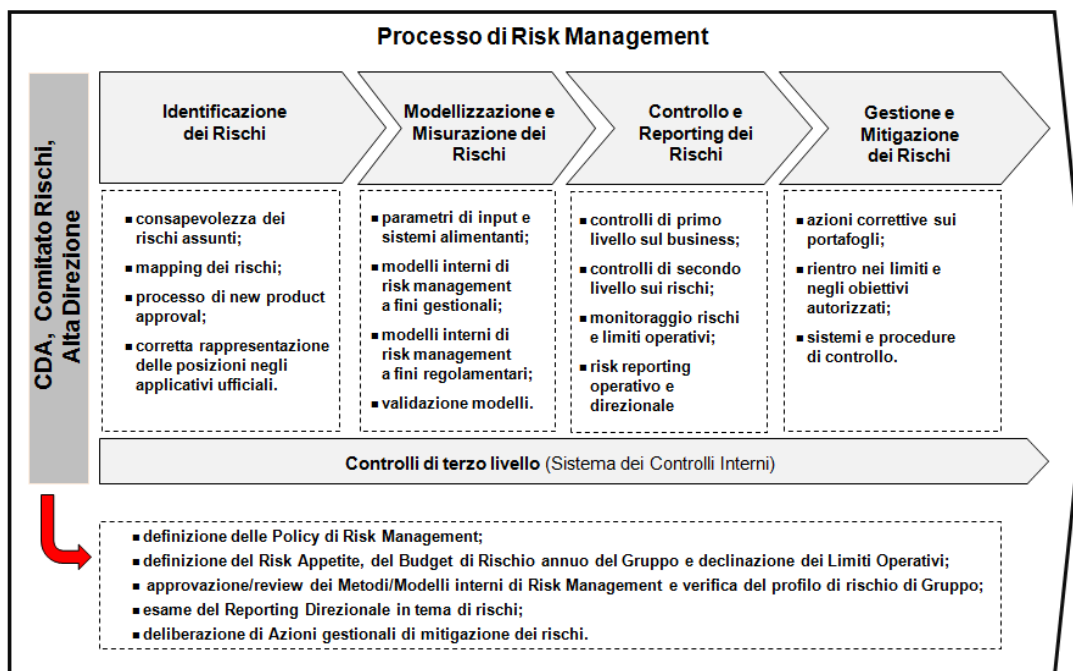 Processo di Risk Management
CDA, Comitato Rischi,
Alta Direzione
Identificazione
dei Rischi
Modellizzazione e
Misurazione dei
Rischi
Controllo e
Reporting dei
Rischi
Gestione e
Mitigazione
dei Rischi
▪ consapevolezza dei
rischi assunti;
▪ mapping dei rischi;
▪ processo di new product
approval;
▪ corretta rappresentazione
delle posizioni negli
applicativi ufficiali.
▪ parametri di input e
sistemi alimentanti;
▪ modelli interni di
risk management
a fini gestionali;
▪ modelli interni di
risk management
a fini regolamentari;
▪ validazione modelli.
▪ controlli di primo
livello sul business;
▪ controlli di secondo
livello sui rischi;
▪ monitoraggio rischi
e limiti operativi;
▪ risk reporting
operativo e
direzionale
▪ azioni correttive sui
portafogli;
▪ rientro nei limiti e
negli obiettivi
autorizzati;
▪ sistemi e procedure
di controllo.
Controlli di terzo livello (Sistema dei Controlli Interni)
▪ definizione delle Policy di Risk Management;
▪ definizione del Risk Appetite, del Budget di Rischio annuo del Gruppo e declinazione dei Limiti Operativi;
▪ approvazione/review dei Metodi/Modelli interni di Risk Management e verifica del profilo di rischio di Gruppo;
▪ esame del Reporting Direzionale in tema di rischi;
▪ deliberazione di Azioni gestionali di mitigazione dei rischi.